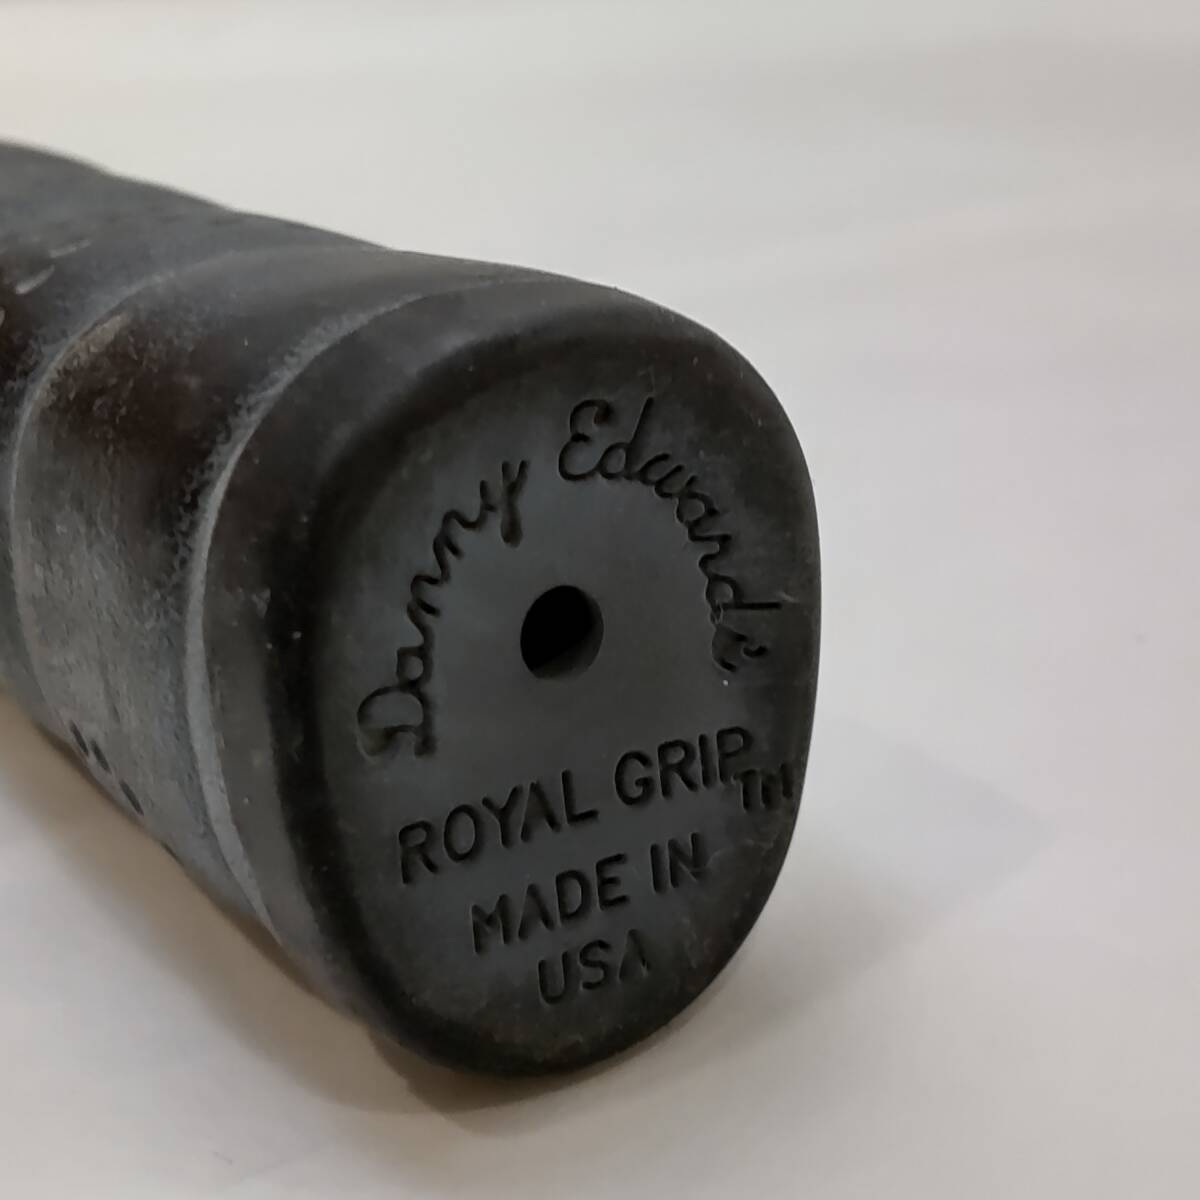 Danny Edwards
ROYAL GRIP TM
MADE IN
USA